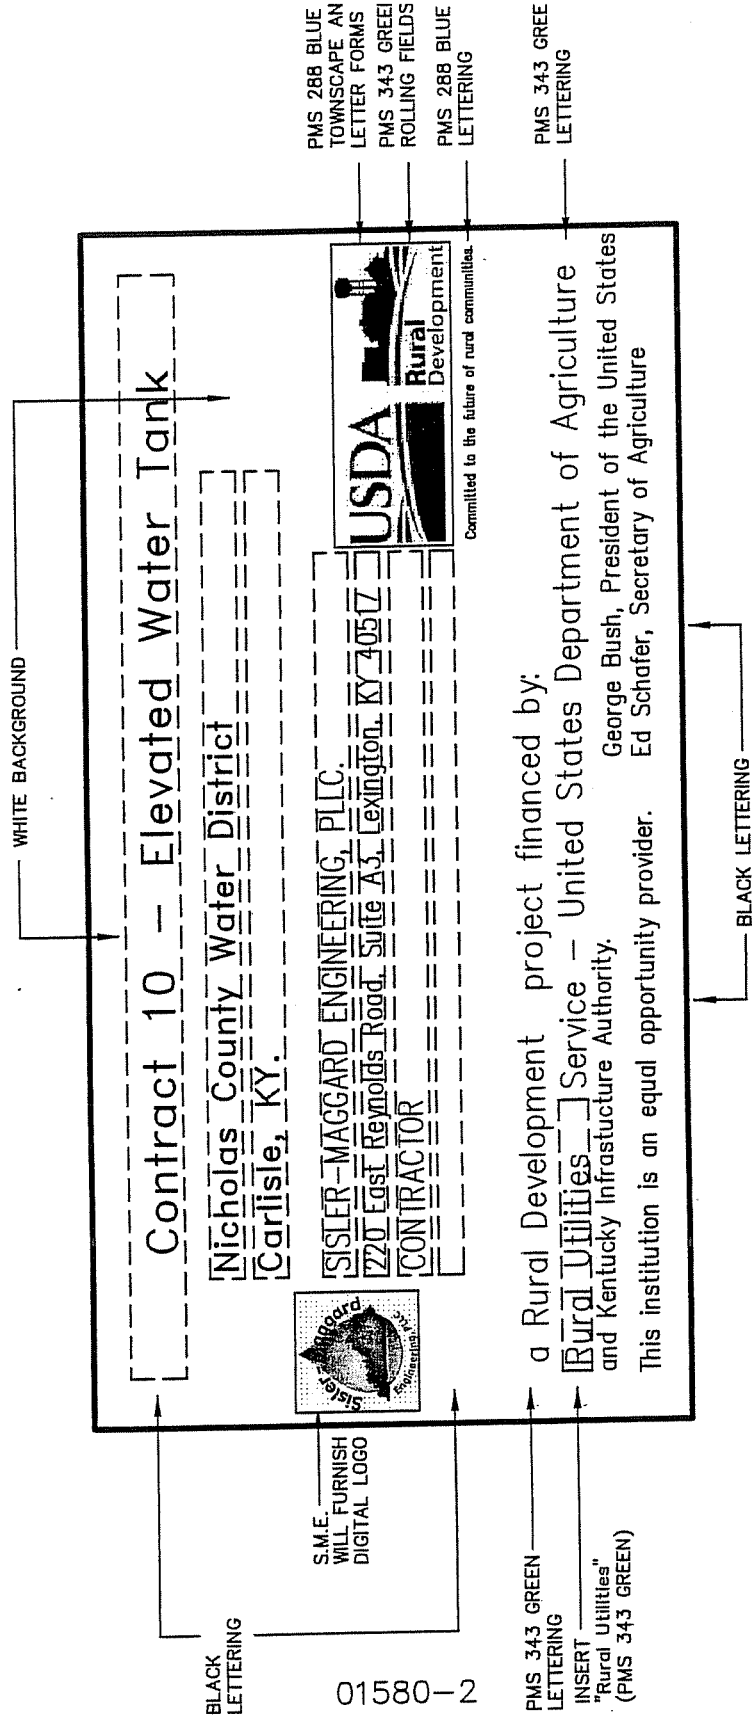 WHITE BACKGROUND
Contract 10 – Elevated Water Tank
Nicholas County Water District
Carlisle, KY.
SISLER–MAGGARD ENGINEERING, PLLC.
220 East Reynolds Road, Suite A3, Lexington, KY 40517
CONTRACTOR
Sisler Maggard
Engineering, PLLC
USDA
Rural
Development
Committed to the future of rural communities.
a Rural Development project financed by:
Rural Utilities Service – United States Department of Agriculture
and Kentucky Infrastucture Authority.
George Bush, President of the United States
This institution is an equal opportunity provider.
Ed Schafer, Secretary of Agriculture
BLACK
LETTERING
S.M.E.
WILL FURNISH
DIGITAL LOGO
PMS 343 GREEN
LETTERING
INSERT
"Rural Utilities"
(PMS 343 GREEN)
PMS 288 BLUE
TOWNSCAPE AN
LETTER FORMS
PMS 343 GREE
ROLLING FIELDS
PMS 288 BLUE
LETTERING
PMS 343 GREE
LETTERING
BLACK LETTERING
01580–2